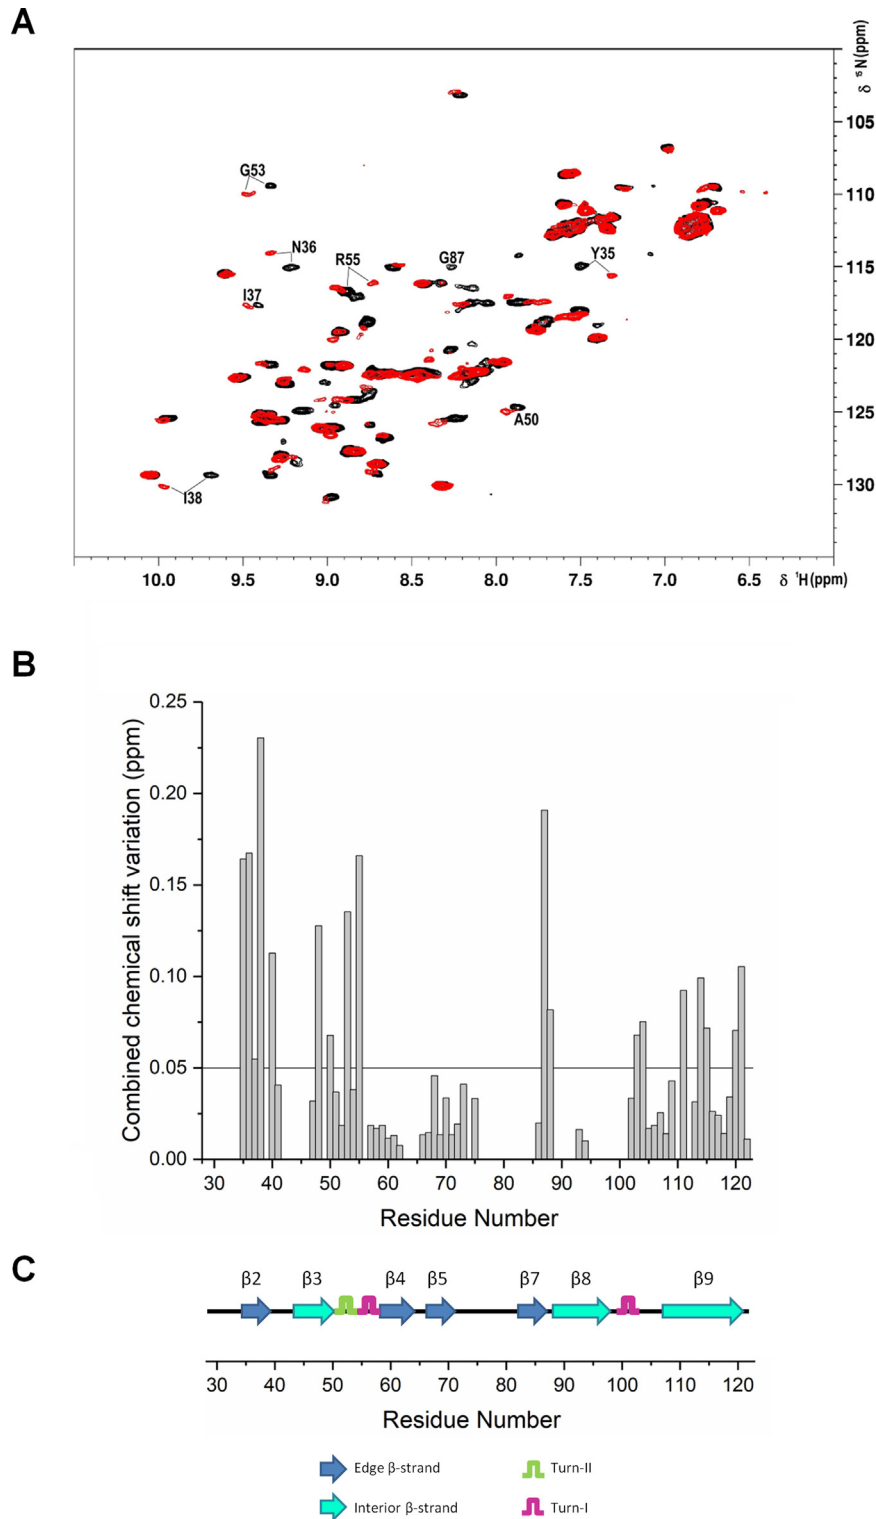 A
δ ¹⁵N(ppm)
105
G53
110
N36
R55
G87
Y35
115
I37
120
A50
125
I38
130
10.0 9.5 9.0 8.5 8.0 7.5 7.0 6.5 δ ¹H(ppm)
B
Combined chemical shift variation (ppm)
0.25
0.20
0.15
0.10
0.05
0.00
30 40 50 60 70 80 90 100 110 120
Residue Number
C
β2 β3 β4 β5 β7 β8 β9
30 40 50 60 70 80 90 100 110 120
Residue Number
Edge β-strand Turn-II
Interior β-strand Turn-I